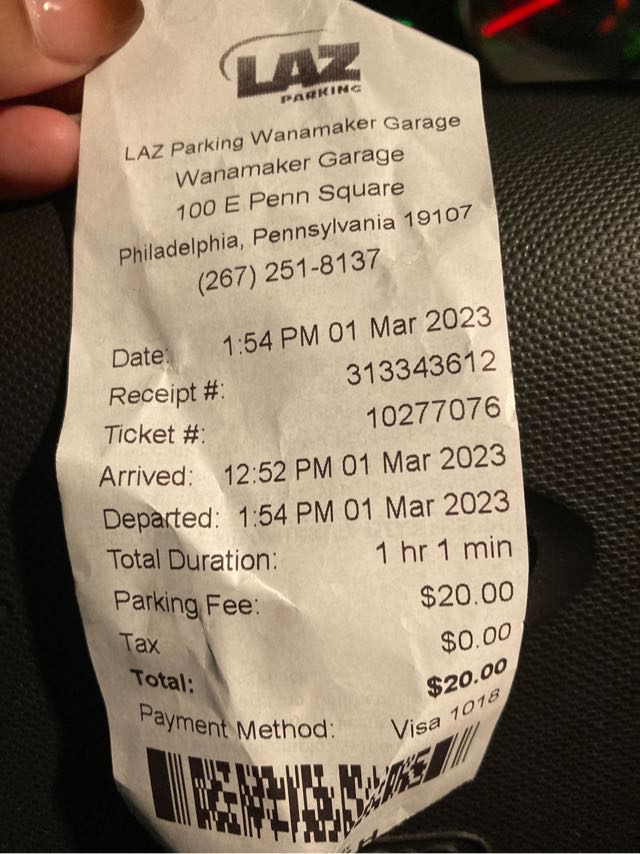 LAZ
PARKING
LAZ Parking Wanamaker Garage
Wanamaker Garage
100 E Penn Square
Philadelphia, Pennsylvania 19107
(267) 251-8137
Date: 1:54 PM 01 Mar 2023
Receipt #: 313343612
Ticket #: 10277076
Arrived: 12:52 PM 01 Mar 2023
Departed: 1:54 PM 01 Mar 2023
Total Duration: 1 hr 1 min
Parking Fee: $20.00
Tax $0.00
Total: $20.00
Payment Method: Visa 1018